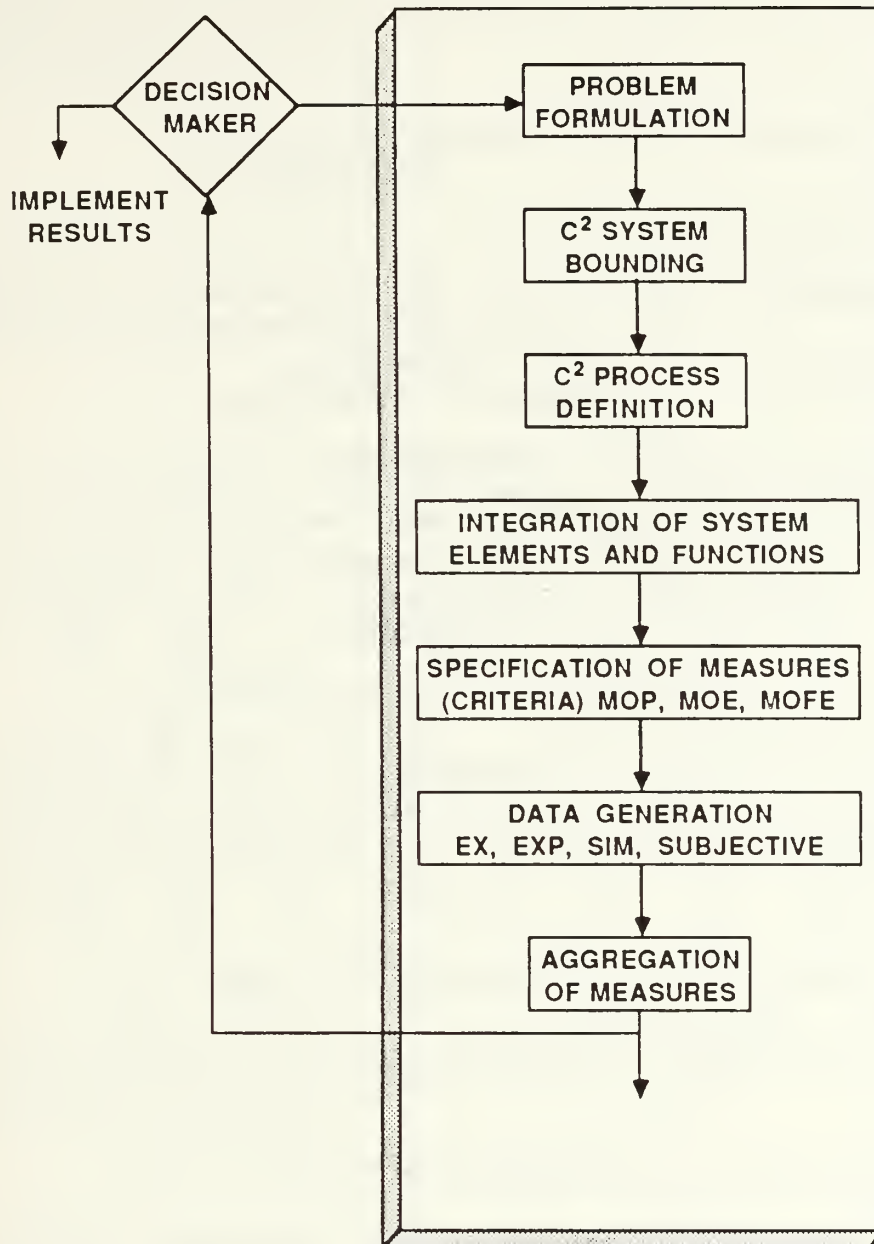 DECISION
MAKER
IMPLEMENT
RESULTS
PROBLEM
FORMULATION
C² SYSTEM
BOUNDING
C² PROCESS
DEFINITION
INTEGRATION OF SYSTEM
ELEMENTS AND FUNCTIONS
SPECIFICATION OF MEASURES
(CRITERIA) MOP, MOE, MOFE
DATA GENERATION
EX, EXP, SIM, SUBJECTIVE
AGGREGATION
OF MEASURES